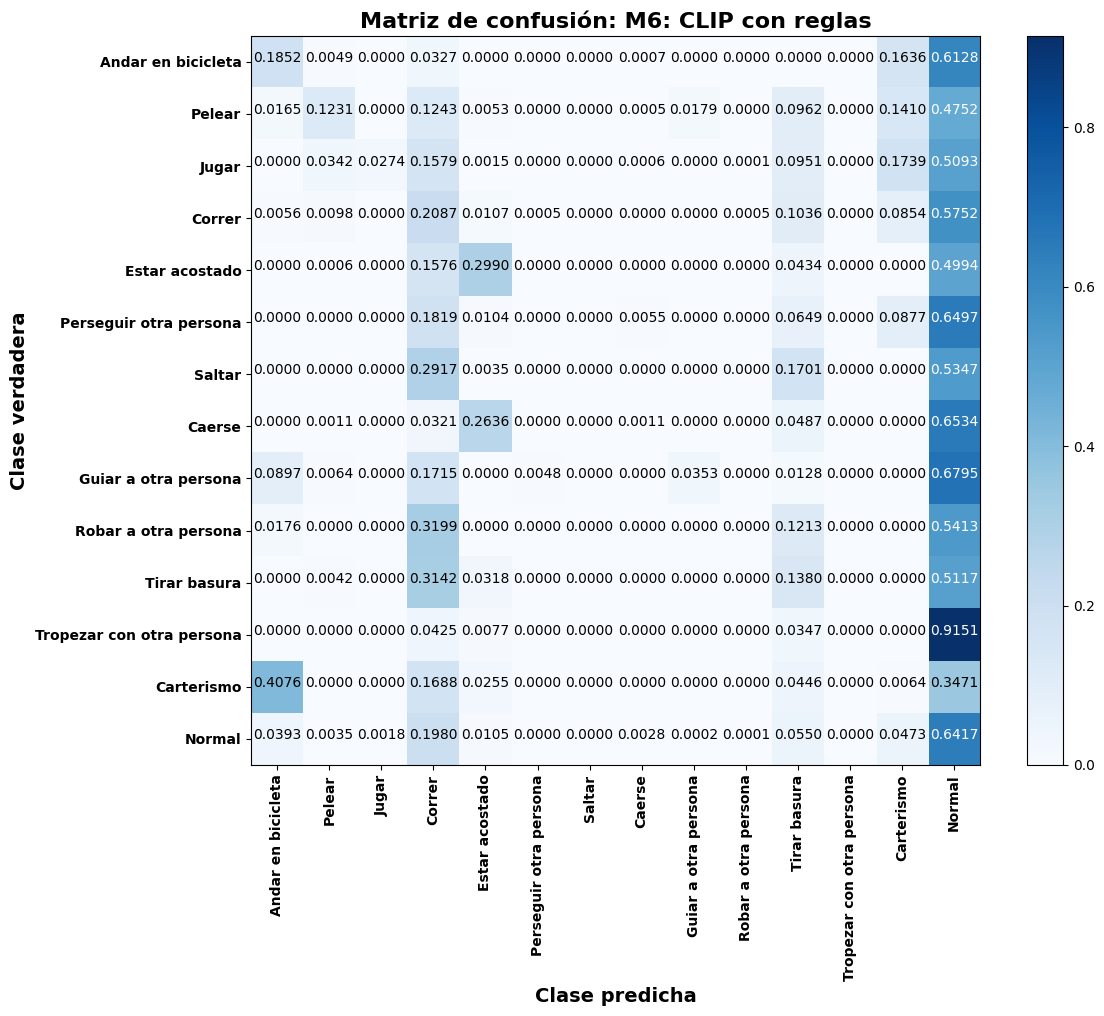 Matriz de confusión: M6: CLIP con reglas
Clase verdadera
Andar en bicicleta 0.1852 0.0049 0.0000 0.0327 0.0000 0.0000 0.0000 0.0007 0.0000 0.0000 0.0000 0.0000 0.1636 0.6128
Pelear 0.0165 0.1231 0.0000 0.1243 0.0053 0.0000 0.0000 0.0005 0.0179 0.0000 0.0962 0.0000 0.1410 0.4752
Jugar 0.0000 0.0342 0.0274 0.1579 0.0015 0.0000 0.0000 0.0006 0.0000 0.0001 0.0951 0.0000 0.1739 0.5093
Correr 0.0056 0.0098 0.0000 0.2087 0.0107 0.0005 0.0000 0.0000 0.0000 0.0005 0.1036 0.0000 0.0854 0.5752
Estar acostado 0.0000 0.0006 0.0000 0.1576 0.2990 0.0000 0.0000 0.0000 0.0000 0.0000 0.0434 0.0000 0.0000 0.4994
Perseguir otra persona 0.0000 0.0000 0.0000 0.1819 0.0104 0.0000 0.0000 0.0055 0.0000 0.0000 0.0649 0.0000 0.0877 0.6497
Saltar 0.0000 0.0000 0.0000 0.2917 0.0035 0.0000 0.0000 0.0000 0.0000 0.0000 0.1701 0.0000 0.0000 0.5347
Caerse 0.0000 0.0011 0.0000 0.0321 0.2636 0.0000 0.0000 0.0011 0.0000 0.0000 0.0487 0.0000 0.0000 0.6534
Guiar a otra persona 0.0897 0.0064 0.0000 0.1715 0.0000 0.0048 0.0000 0.0000 0.0353 0.0000 0.0128 0.0000 0.0000 0.6795
Robar a otra persona 0.0176 0.0000 0.0000 0.3199 0.0000 0.0000 0.0000 0.0000 0.0000 0.0000 0.1213 0.0000 0.0000 0.5413
Tirar basura 0.0000 0.0042 0.0000 0.3142 0.0318 0.0000 0.0000 0.0000 0.0000 0.0000 0.1380 0.0000 0.0000 0.5117
Tropezar con otra persona 0.0000 0.0000 0.0000 0.0425 0.0077 0.0000 0.0000 0.0000 0.0000 0.0000 0.0347 0.0000 0.0000 0.9151
Carterismo 0.4076 0.0000 0.0000 0.1688 0.0255 0.0000 0.0000 0.0000 0.0000 0.0000 0.0446 0.0000 0.0064 0.3471
Normal 0.0393 0.0035 0.0018 0.1980 0.0105 0.0000 0.0000 0.0028 0.0002 0.0001 0.0550 0.0000 0.0473 0.6417
Andar en bicicleta
Pelear
Jugar
Correr
Estar acostado
Perseguir otra persona
Saltar
Caerse
Guiar a otra persona
Robar a otra persona
Tirar basura
Tropezar con otra persona
Carterismo
Normal
Clase predicha
0.8
0.6
0.4
0.2
0.0